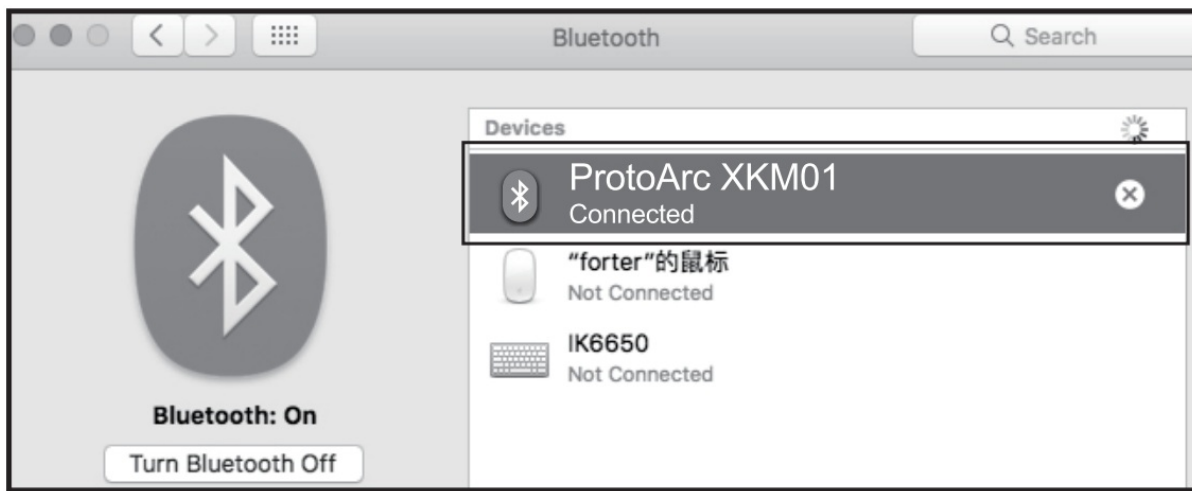 Bluetooth
Search
Devices
ProtoArc XKM01
Connected
“forter”的鼠标
Not Connected
IK6650
Not Connected
Bluetooth: On
Turn Bluetooth Off